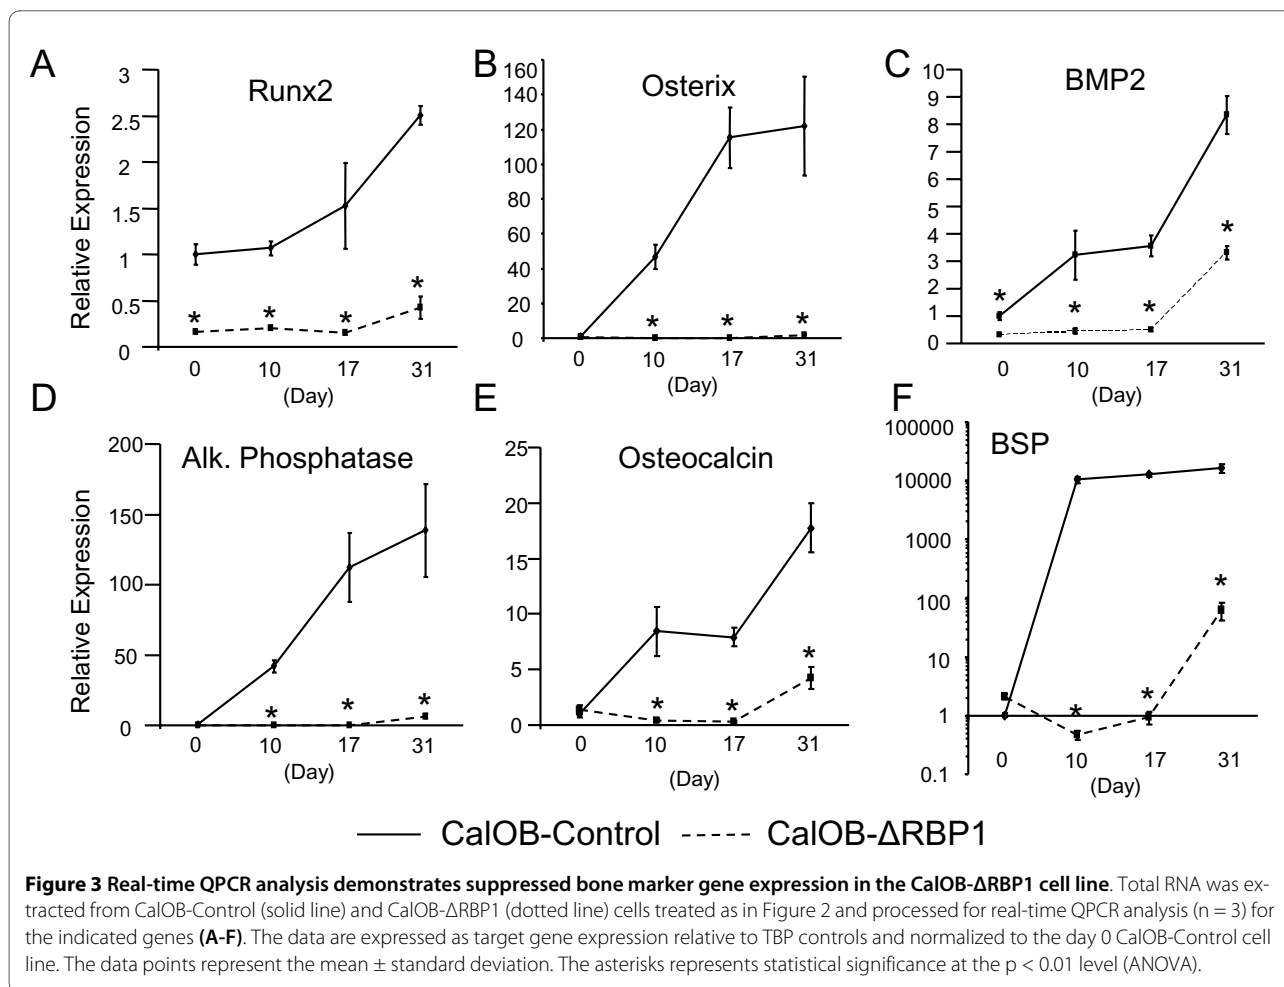 A
Runx2
3
2.5
2
1.5
1
0.5
0
Relative Expression
* * * *
0 10 17 31
(Day)
B
Osterix
160
140
120
100
80
60
40
20
0
* * *
0 10 17 31
(Day)
C
BMP2
10
9
8
7
6
5
4
3
2
1
0
* * * *
0 10 17 31
(Day)
D
Alk. Phosphatase
200
150
100
50
0
Relative Expression
* * *
0 10 17 31
(Day)
E
Osteocalcin
25
20
15
10
5
0
* * *
0 10 17 31
(Day)
F
BSP
100000
10000
1000
100
10
1
0.1
* * *
0 10 17 31
(Day)
CalOB-Control CalOB-ΔRBP1
Figure 3 Real-time QPCR analysis demonstrates suppressed bone marker gene expression in the CalOB-ΔRBP1 cell line. Total RNA was ex-
tracted from CalOB-Control (solid line) and CalOB-ΔRBP1 (dotted line) cells treated as in Figure 2 and processed for real-time QPCR analysis (n = 3) for
the indicated genes (A-F). The data are expressed as target gene expression relative to TBP controls and normalized to the day 0 CalOB-Control cell
line. The data points represent the mean ± standard deviation. The asterisks represents statistical significance at the p < 0.01 level (ANOVA).